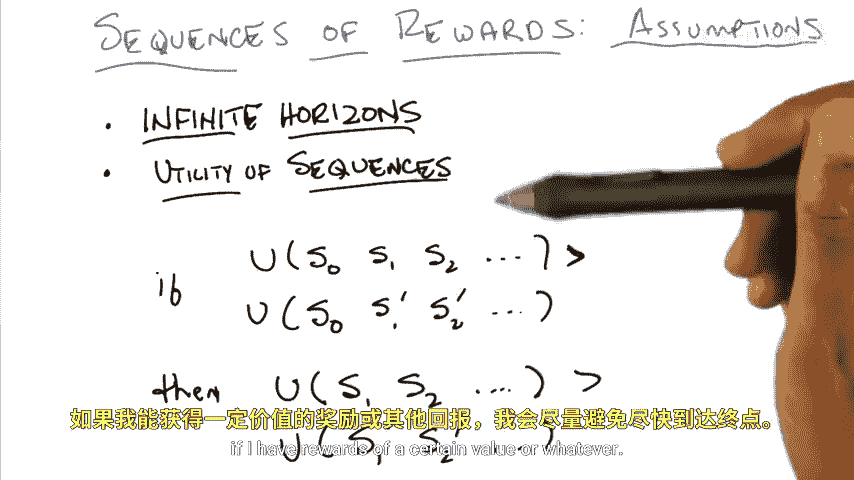 SEQUENCES OF REWARDS: ASSUMPTIONS
· INFINITE HORIZONS
· UTILITY OF SEQUENCES
if U(S₀ S₁ S₂ ...) >
U(S₀ S₁′ S₂′ ...)
then U(S₁ S₂ ...) >
如果我能获得一定价值的奖励或其他回报，我会尽量避免尽快到达终点。
U(S₁′ S₂′ ...)
if I have rewards of a certain value or whatever.